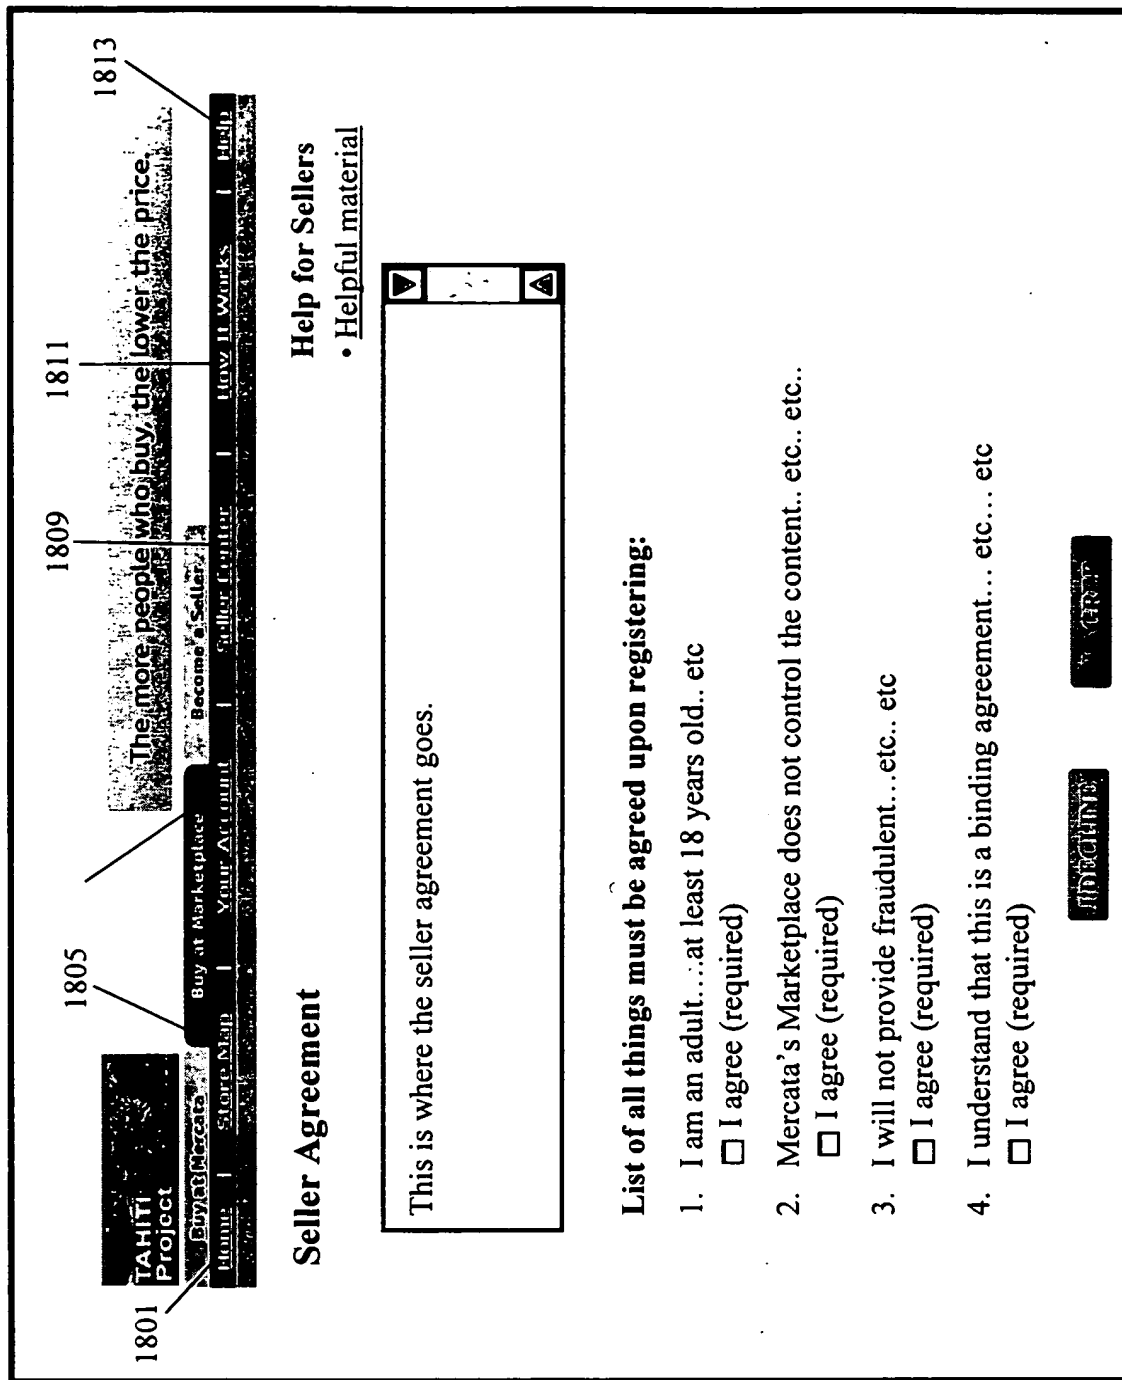 1805
1809
1811
1813
1801
TAHITI
Project
The more people who buy, the lower the price.
Buy at Mercata
Buy at Marketplace
Become a Seller
Home | Store Map | Your Account | Seller Center | How It Works | Help
Seller Agreement
Help for Sellers
• Helpful material
This is where the seller agreement goes.
List of all things must be agreed upon registering:
1. I am an adult....at least 18 years old.. etc
☐ I agree (required)
2. Mercata's Marketplace does not control the content.. etc.. etc..
☐ I agree (required)
3. I will not provide fraudulent...etc.. etc
☐ I agree (required)
4. I understand that this is a binding agreement... etc... etc
☐ I agree (required)
DECLINE